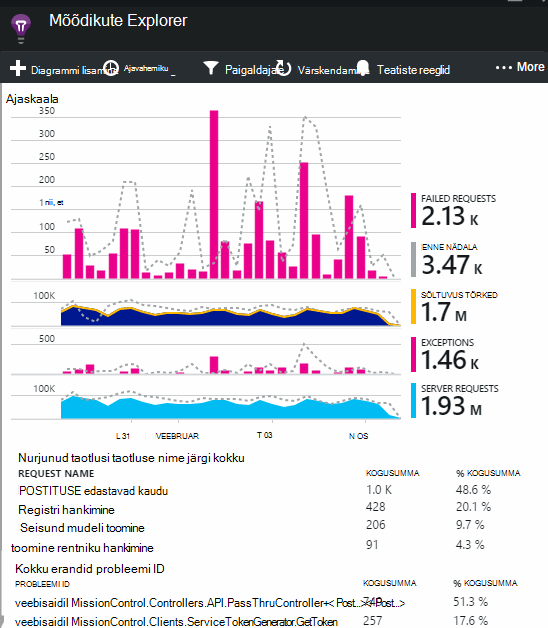 Mõõdikute Explorer
Diagrammi lisamine Ajavahemiku _ Paigaldajate Värskendamine Teatiste reeglid ... More
Ajaskaala
350
300
250
200
1 nii, et
100
50
FAILED REQUESTS
2.13 K
ENNE NÄDALA
3.47 K
100K
SÕLTUVUS TÕRKED
1.7 M
500
EXCEPTIONS
1.46 K
100K
SERVER REQUESTS
1.93 M
L 31 VEEBRUAR T 03 N OS
Nurjunud taotlusi taotluse nime järgi kokku
REQUEST NAME KOGUSUMMA % KOGUSUMMA
POSTITUSE edastavad kaudu 1.0 K 48.6 %
Registri hankimine 428 20.1 %
Seisund mudeli toomine 206 9.7 %
toomine rentniku hankimine 91 4.3 %
Kokku erandid probleemi ID
PROBLEEMI ID KOGUSUMMA % KOGUSUMMA
veebisaidil MissionControl.Controllers.API.PassThruController+< Post...> 51.3 %
veebisaidil MissionControl.Clients.ServiceTokenGenerator.GetToken 257 17.6 %